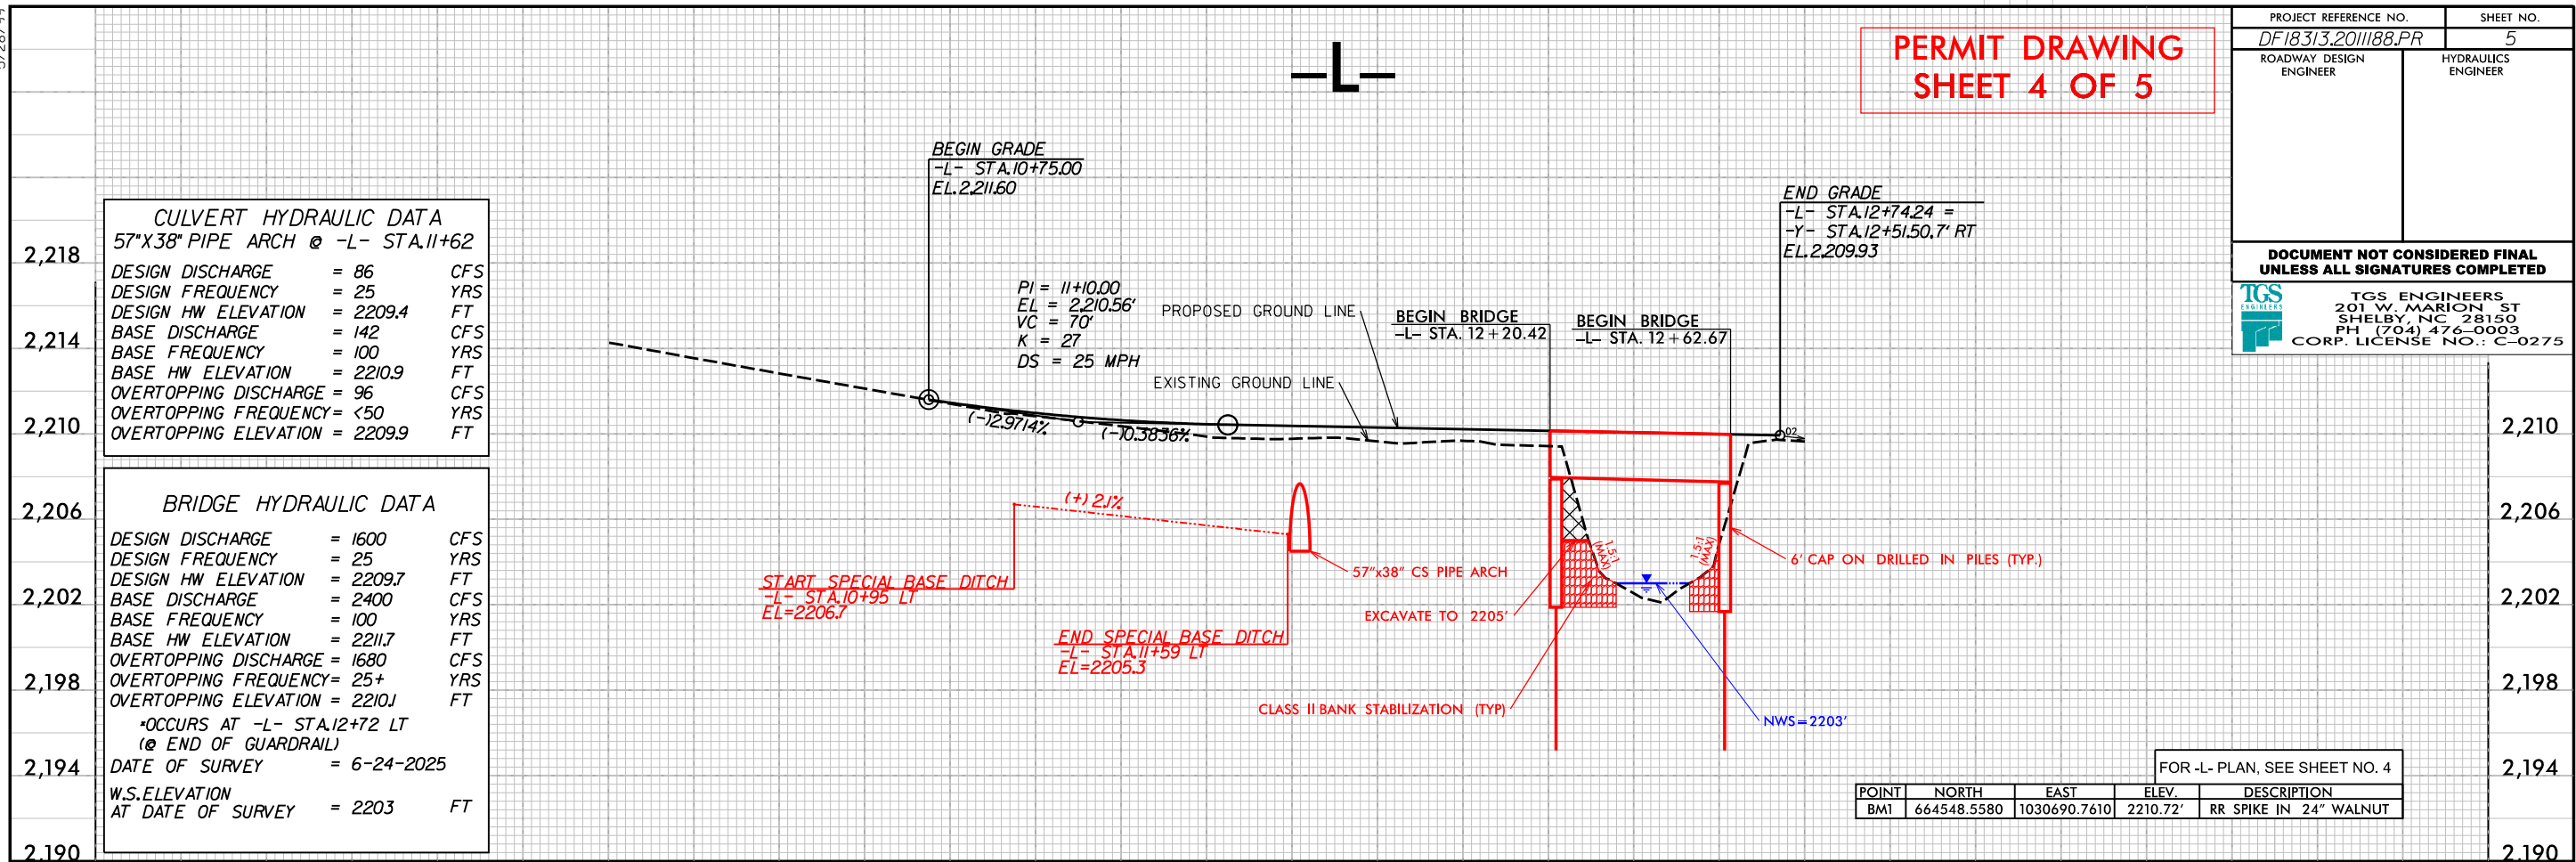 -L-
PERMIT DRAWING
SHEET 4 OF 5
PROJECT REFERENCE NO.
SHEET NO.
DF18313.2011188.PR
5
ROADWAY DESIGN
ENGINEER
HYDRAULICS
ENGINEER
DOCUMENT NOT CONSIDERED FINAL
UNLESS ALL SIGNATURES COMPLETED
TGS
ENGINEERS
TGS ENGINEERS
201 W. MARION ST
SHELBY, NC 28150
PH (704) 476-0003
CORP. LICENSE NO.: C-0275
BEGIN GRADE
-L- STA.10+75.00
EL.2,211.60
END GRADE
-L- STA.12+74.24 =
-Y- STA.12+51.50,7' RT
EL.2,209.93
CULVERT HYDRAULIC DATA
57"X38" PIPE ARCH @ -L- STA.11+62
DESIGN DISCHARGE = 86 CFS
DESIGN FREQUENCY = 25 YRS
DESIGN HW ELEVATION = 2209.4 FT
BASE DISCHARGE = 142 CFS
BASE FREQUENCY = 100 YRS
BASE HW ELEVATION = 2210.9 FT
OVERTOPPING DISCHARGE = 96 CFS
OVERTOPPING FREQUENCY= <50 YRS
OVERTOPPING ELEVATION = 2209.9 FT
BRIDGE HYDRAULIC DATA
DESIGN DISCHARGE = 1600 CFS
DESIGN FREQUENCY = 25 YRS
DESIGN HW ELEVATION = 2209.7 FT
BASE DISCHARGE = 2400 CFS
BASE FREQUENCY = 100 YRS
BASE HW ELEVATION = 2211.7 FT
OVERTOPPING DISCHARGE = 1680 CFS
OVERTOPPING FREQUENCY= 25+ YRS
OVERTOPPING ELEVATION = 2210.1 FT
*OCCURS AT -L- STA.12+72 LT
(@ END OF GUARDRAIL)
DATE OF SURVEY = 6-24-2025
W.S.ELEVATION
AT DATE OF SURVEY = 2203 FT
2,218
2,214
2,210
2,206
2,202
2,198
2,194
2,190
PI = 11+10.00
EL = 2,210.56'
VC = 70'
K = 27
DS = 25 MPH
PROPOSED GROUND LINE
EXISTING GROUND LINE
BEGIN BRIDGE
-L- STA. 12+20.42
BEGIN BRIDGE
-L- STA. 12+62.67
(-)2.9714%
(-)0.3836%
02
(+) 2.1%
START SPECIAL BASE DITCH
-L- STA.10+95 LT
EL=2206.7
END SPECIAL BASE DITCH
-L- STA.11+59 LT
EL=2205.3
57"x38" CS PIPE ARCH
EXCAVATE TO 2205'
CLASS II BANK STABILIZATION (TYP)
1.5:1
(MAX)
1.5:1
(MAX)
6' CAP ON DRILLED IN PILES (TYP.)
NWS=2203'
2,210
2,206
2,202
2,198
2,194
2,190
FOR -L- PLAN, SEE SHEET NO. 4
POINT NORTH EAST ELEV. DESCRIPTION
BM1 664548.5580 1030690.7610 2210.72' RR SPIKE IN 24" WALNUT